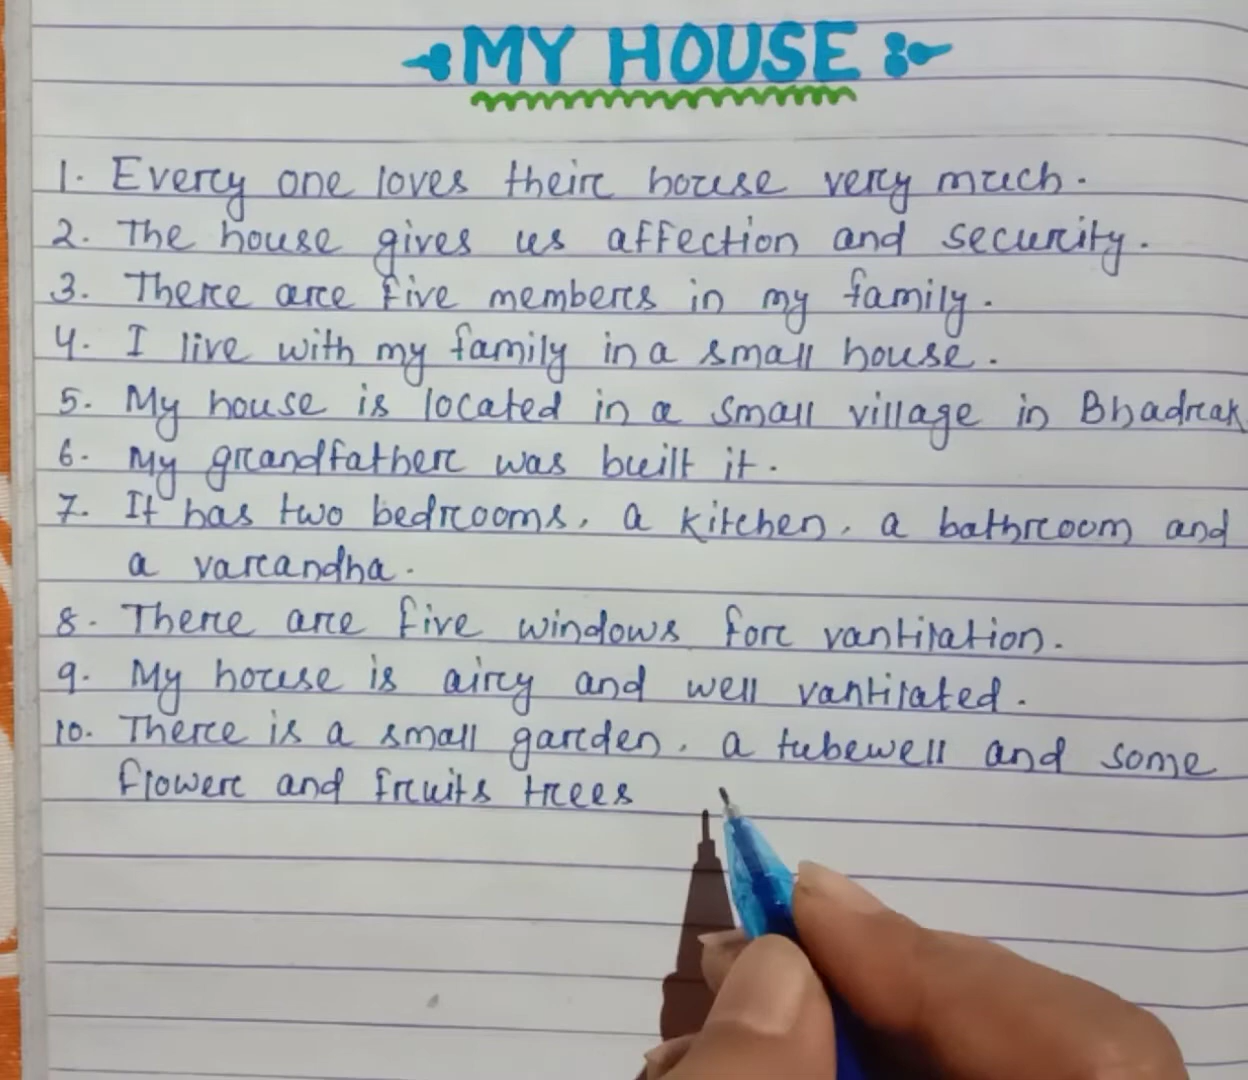 MY HOUSE
1. Every one loves their house very much.
2. The house gives us affection and security.
3. There are five members in my family.
4. I live with my family in a small house.
5. My house is located in a small village in Bhadrak
6. My grandfather was built it.
7. It has two bedrooms, a kitchen, a bathroom and
a varandha.
8. There are five windows for vantilation.
9. My house is airy and well vantilated.
10. There is a small garden, a tubewell and some
flower and fruits trees